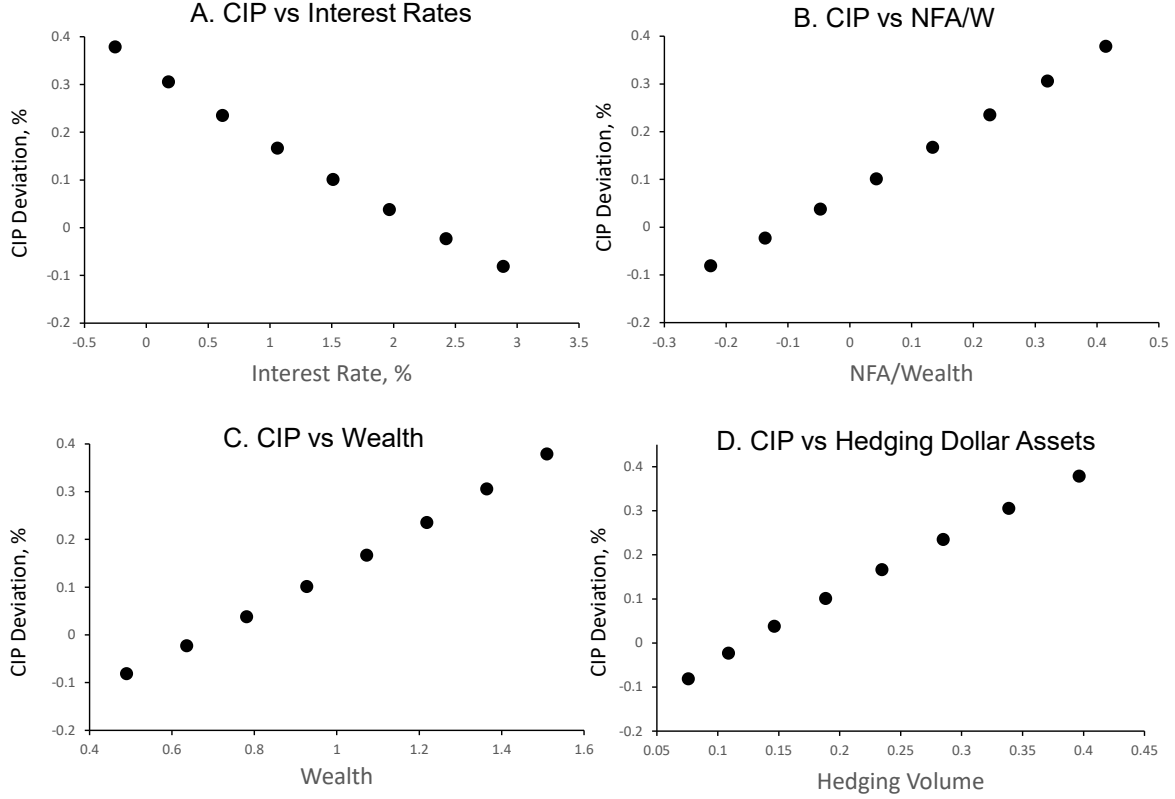 A. CIP vs Interest Rates
CIP Deviation, %
0.4
0.3
0.2
0.1
0
-0.1
-0.2
-0.5 0 0.5 1 1.5 2 2.5 3 3.5
Interest Rate, %
B. CIP vs NFA/W
CIP Deviation, %
0.4
0.3
0.2
0.1
0
-0.1
-0.2
-0.3 -0.2 -0.1 0 0.1 0.2 0.3 0.4 0.5
NFA/Wealth
C. CIP vs Wealth
CIP Deviation, %
0.4
0.3
0.2
0.1
0
-0.1
-0.2
0.4 0.6 0.8 1 1.2 1.4 1.6
Wealth
D. CIP vs Hedging Dollar Assets
CIP Deviation, %
0.4
0.3
0.2
0.1
0
-0.1
-0.2
0.05 0.1 0.15 0.2 0.25 0.3 0.35 0.4 0.45
Hedging Volume